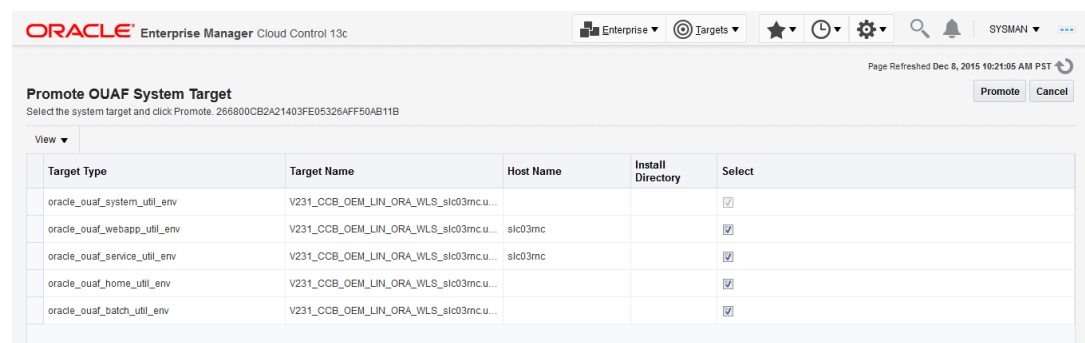 ORACLE Enterprise Manager Cloud Control 13c Enterprise Targets SYSMAN
Page Refreshed Dec 8, 2015 10:21:05 AM PST
Promote OUAF System Target Promote Cancel
Select the system target and click Promote. 266800CB2A21403FE05326AFF50AB11B
View
Target Type Target Name Host Name Install Directory Select
oracle_ouaf_system_util_env V231_CCB_OEM_LIN_ORA_WLS_slc03rnc.u...
oracle_ouaf_webapp_util_env V231_CCB_OEM_LIN_ORA_WLS_slc03rnc.u... slc03rnc
oracle_ouaf_service_util_env V231_CCB_OEM_LIN_ORA_WLS_slc03rnc.u... slc03rnc
oracle_ouaf_home_util_env V231_CCB_OEM_LIN_ORA_WLS_slc03rnc.u...
oracle_ouaf_batch_util_env V231_CCB_OEM_LIN_ORA_WLS_slc03rnc.u...